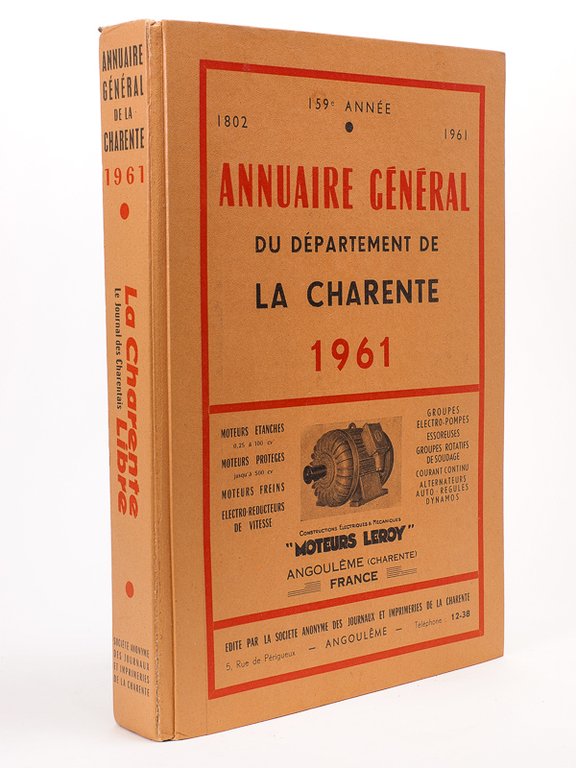 ANNUAIRE
GÉNÉRAL
DE LA
CHARENTE
1961
La Charente
Libre
Le Journal des Charentais
SOCIÉTÉ ANONYME
DES JOURNAUX
ET IMPRIMERIES
DE LA CHARENTE
159e ANNÉE
1802
1961
ANNUAIRE GÉNÉRAL
DU DÉPARTEMENT DE
LA CHARENTE
1961
MOTEURS ETANCHES
0,25 à 100 cv
MOTEURS PROTEGES
jusqu'à 500 cv
MOTEURS FREINS
ELECTRO-REDUCTEURS
DE VITESSE
GROUPES
ELECTRO-POMPES
ESSOREUSES
GROUPES ROTATIFS
DE SOUDAGE
COURANT CONTINU
ALTERNATEURS
AUTO-REGULES
DYNAMOS
CONSTRUCTIONS ÉLECTRIQUES & MÉCANIQUES
"MOTEURS LEROY"
ANGOULÊME (CHARENTE)
FRANCE
EDITE PAR LA SOCIETE ANONYME DES JOURNAUX ET IMPRIMERIES DE LA CHARENTE
5, Rue de Périgueux - ANGOULÊME - Téléphone 12-38